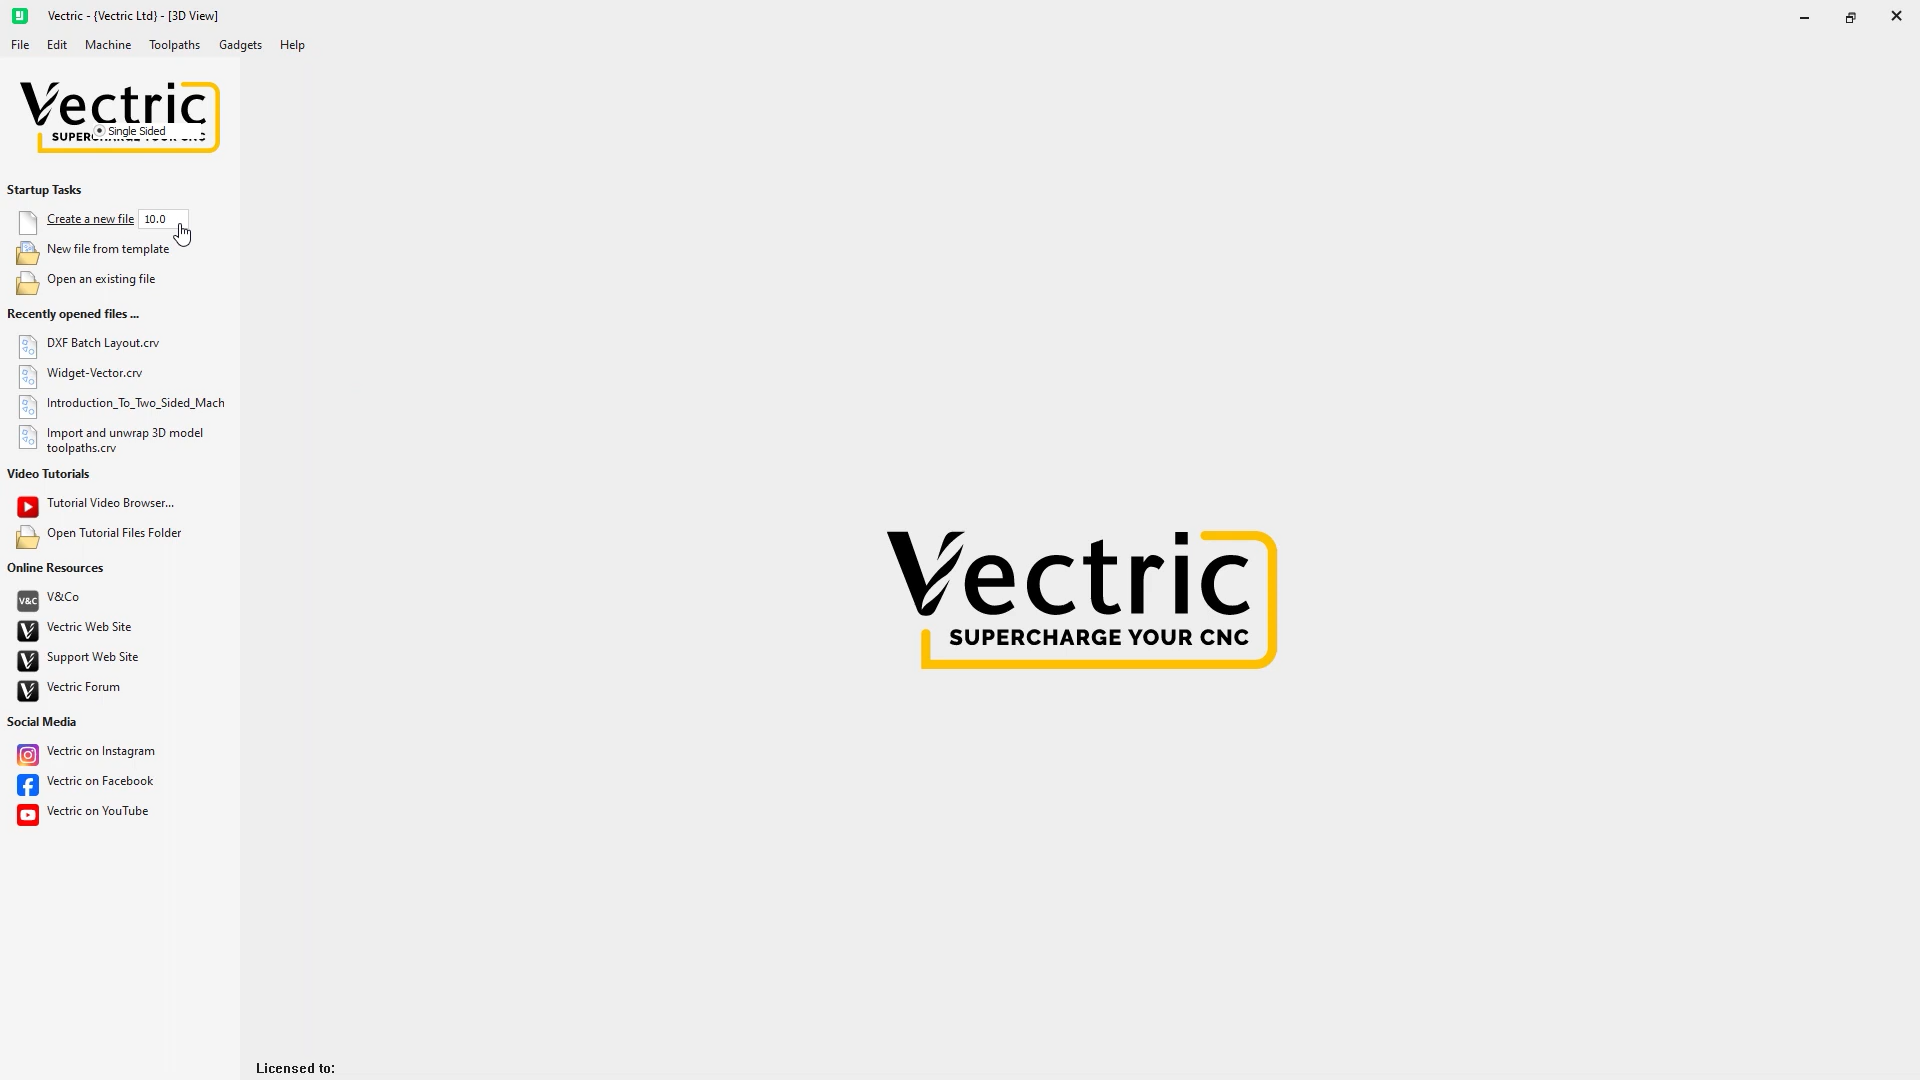 Vectric - {Vectric Ltd} - [3D View]
File Edit Machine Toolpaths Gadgets Help
Vectric
Single Sided
Startup Tasks
Create a new file 10.0
New file from template
Open an existing file
Recently opened files ...
DXF Batch Layout.crv
Widget-Vector.crv
Introduction_To_Two_Sided_Mach
Import and unwrap 3D model
toolpaths.crv
Video Tutorials
Tutorial Video Browser...
Open Tutorial Files Folder
Online Resources
V&C V&Co
Vectric Web Site
Support Web Site
Vectric Forum
Social Media
Vectric on Instagram
Vectric on Facebook
Vectric on YouTube
Vectric
SUPERCHARGE YOUR CNC
Licensed to: